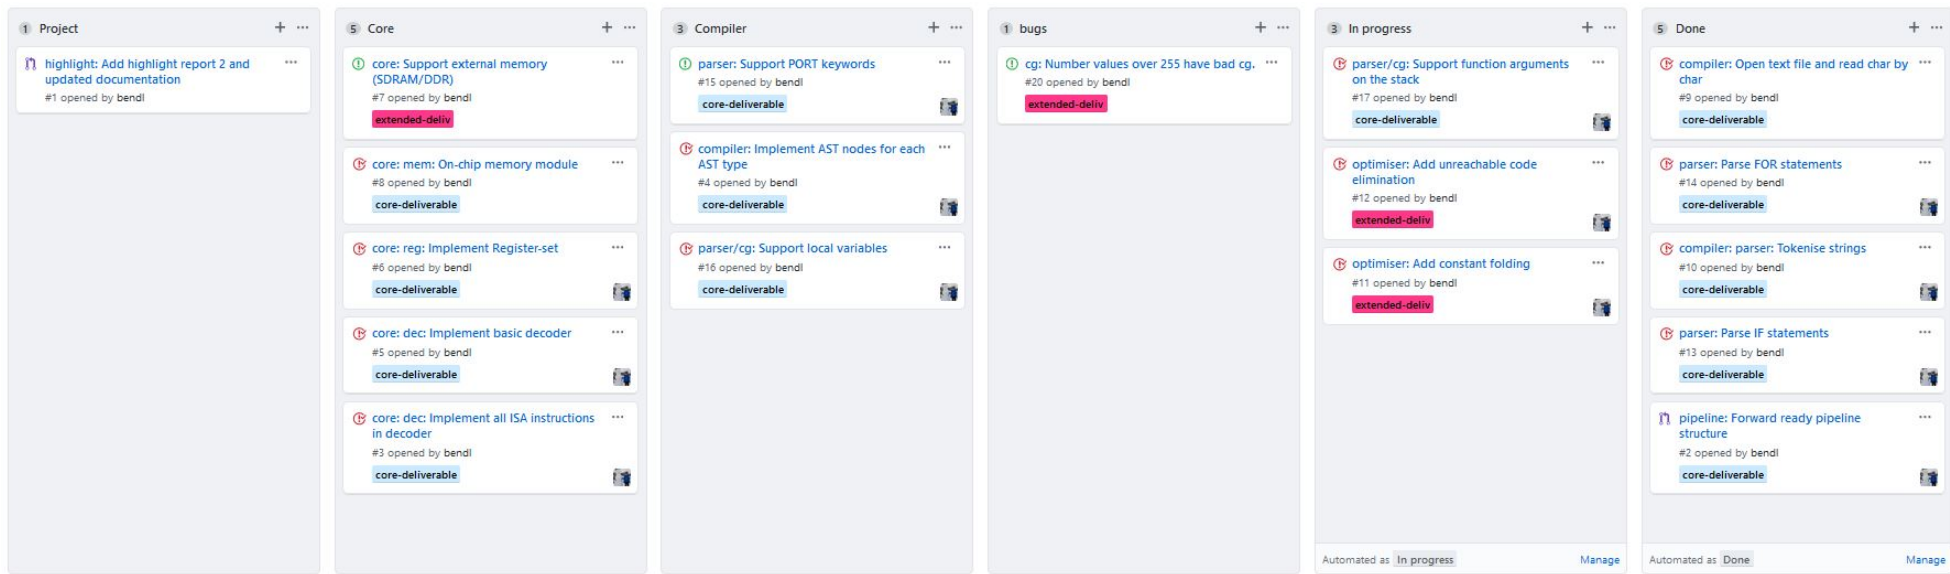 1 Project
highlight: Add highlight report 2 and
updated documentation
#1 opened by bendl
5 Core
core: Support external memory
(SDRAM/DDR)
#7 opened by bendl
extended-deliv
core: mem: On-chip memory module
#8 opened by bendl
core-deliverable
core: reg: Implement Register-set
#6 opened by bendl
core-deliverable
core: dec: Implement basic decoder
#5 opened by bendl
core-deliverable
core: dec: Implement all ISA instructions
in decoder
#3 opened by bendl
core-deliverable
3 Compiler
parser: Support PORT keywords
#15 opened by bendl
core-deliverable
compiler: Implement AST nodes for each
AST type
#4 opened by bendl
core-deliverable
parser/cg: Support local variables
#16 opened by bendl
core-deliverable
1 bugs
cg: Number values over 255 have bad cg.
#20 opened by bendl
extended-deliv
3 In progress
parser/cg: Support function arguments
on the stack
#17 opened by bendl
core-deliverable
optimiser: Add unreachable code
elimination
#12 opened by bendl
extended-deliv
optimiser: Add constant folding
#11 opened by bendl
extended-deliv
Automated as In progress Manage
5 Done
compiler: Open text file and read char by
char
#9 opened by bendl
core-deliverable
parser: Parse FOR statements
#14 opened by bendl
core-deliverable
compiler: parser: Tokenise strings
#10 opened by bendl
core-deliverable
parser: Parse IF statements
#13 opened by bendl
core-deliverable
pipeline: Forward ready pipeline
structure
#2 opened by bendl
core-deliverable
Automated as Done Manage